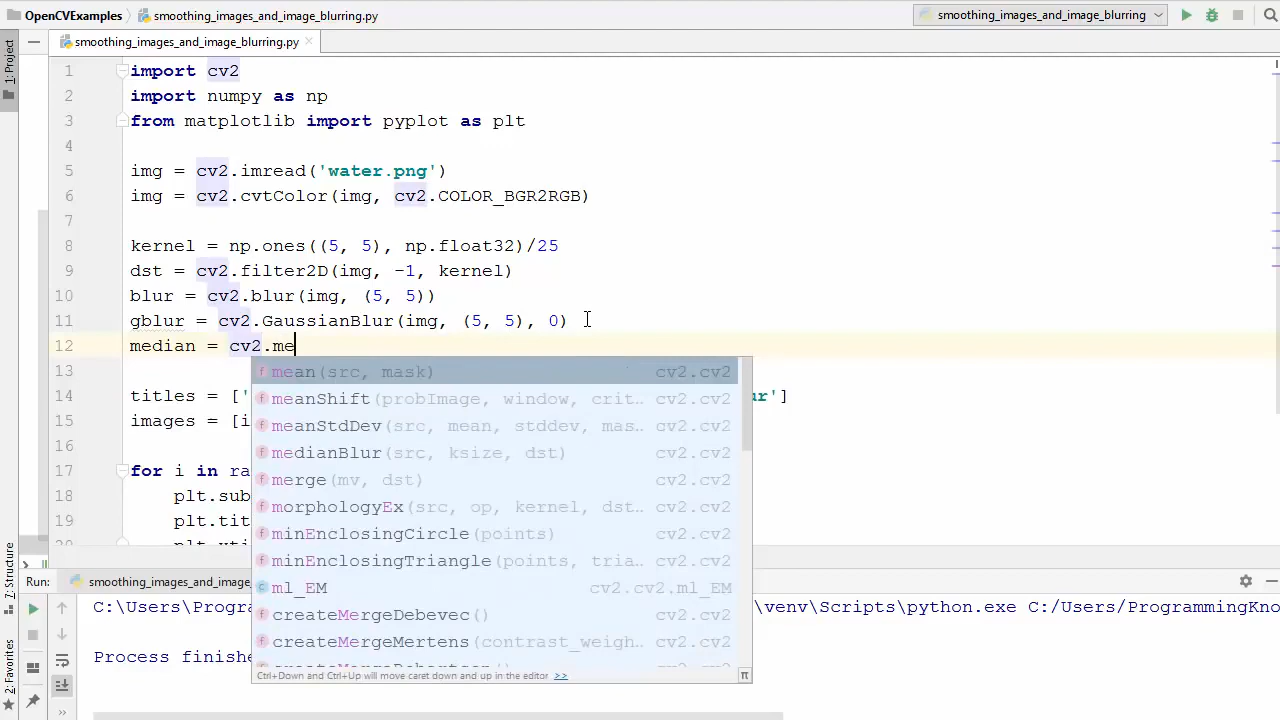 OpenCVExamples smoothing_images_and_image_blurring.py smoothing_images_and_image_blurring
1: Project smoothing_images_and_image_blurring.py
1 import cv2
2 import numpy as np
3 from matplotlib import pyplot as plt
4
5 img = cv2.imread('water.png')
6 img = cv2.cvtColor(img, cv2.COLOR_BGR2RGB)
7
8 kernel = np.ones((5, 5), np.float32)/25
9 dst = cv2.filter2D(img, -1, kernel)
10 blur = cv2.blur(img, (5, 5))
11 gblur = cv2.GaussianBlur(img, (5, 5), 0)
12 median = cv2.me
mean(src, mask) cv2.cv2
meanShift(probImage, window, crit… cv2.cv2
meanStdDev(src, mean, stddev, mas… cv2.cv2
medianBlur(src, ksize, dst) cv2.cv2
merge(mv, dst) cv2.cv2
morphologyEx(src, op, kernel, dst… cv2.cv2
minEnclosingCircle(points) cv2.cv2
minEnclosingTriangle(points, tria… cv2.cv2
ml_EM cv2.cv2.ml_EM
createMergeDebevec() cv2.cv2
createMergeMertens(contrast_weigh… cv2.cv2
Ctrl+Down and Ctrl+Up will move caret down and up in the editor >> π
13
14 titles = [' ur']
15 images = [i
16
17 for i in ra
18 plt.sub
19 plt.tit
7: Structure
2: Favorites
Run: smoothing_images_and_image_
C:\Users\Progra \venv\Scripts\python.exe C:/Users/ProgrammingKno
Process finishe